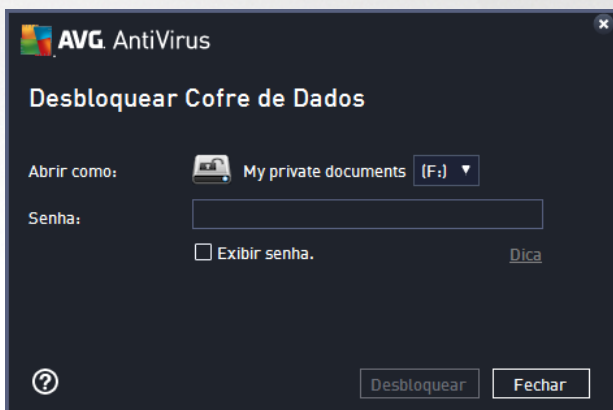 AVG. AntiVirus
Desbloquear Cofre de Dados
Abrir como: My private documents (F:)
Senha:
Exibir senha. Dica
Desbloquear Fechar